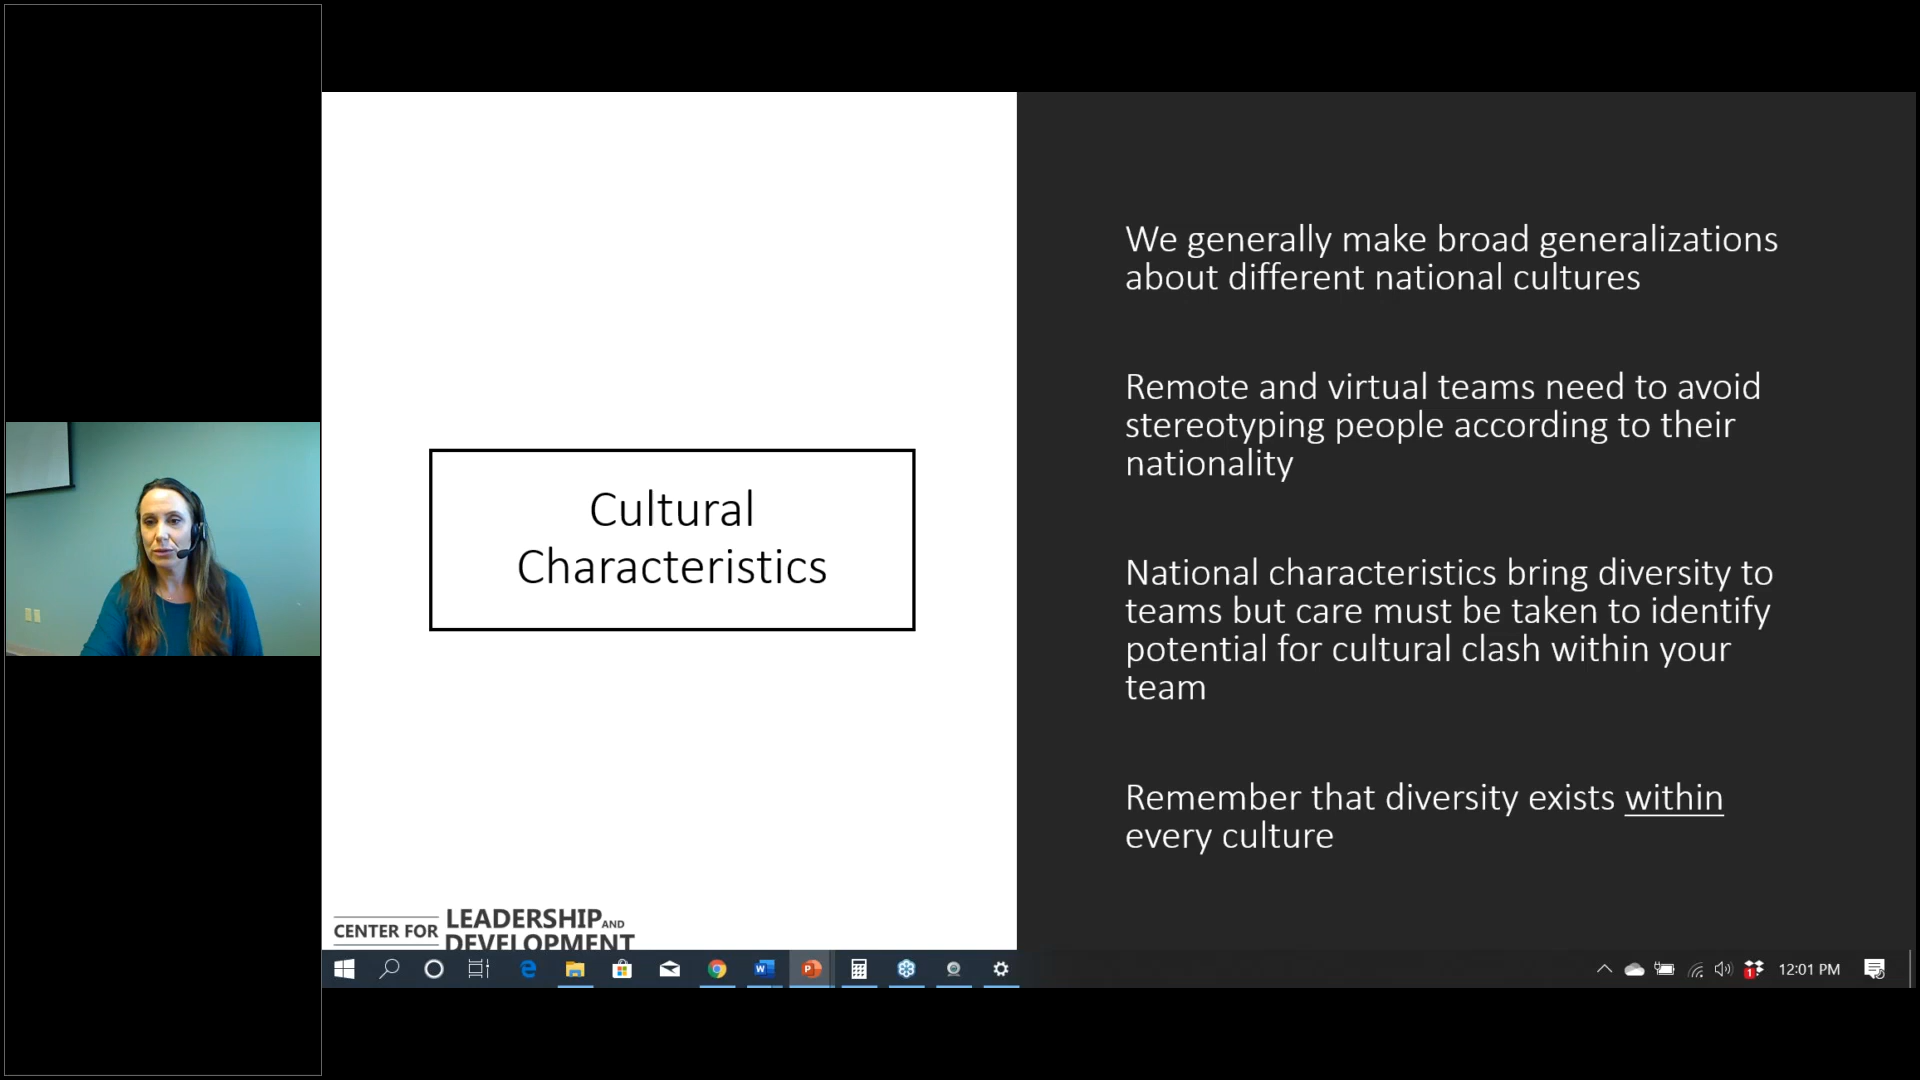 Cultural
Characteristics
We generally make broad generalizations
about different national cultures
Remote and virtual teams need to avoid
stereotyping people according to their
nationality
National characteristics bring diversity to
teams but care must be taken to identify
potential for cultural clash within your
team
Remember that diversity exists within
every culture
CENTER FOR LEADERSHIP AND
DEVELOPMENT
12:01 PM